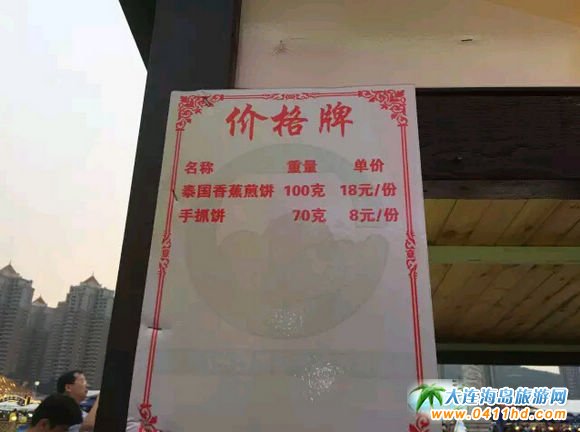 价格牌
名称 重量 单价
泰国香蕉煎饼 100克 18元/份
手抓饼 70克 8元/份
大连海岛旅游网
www.0411hd.com